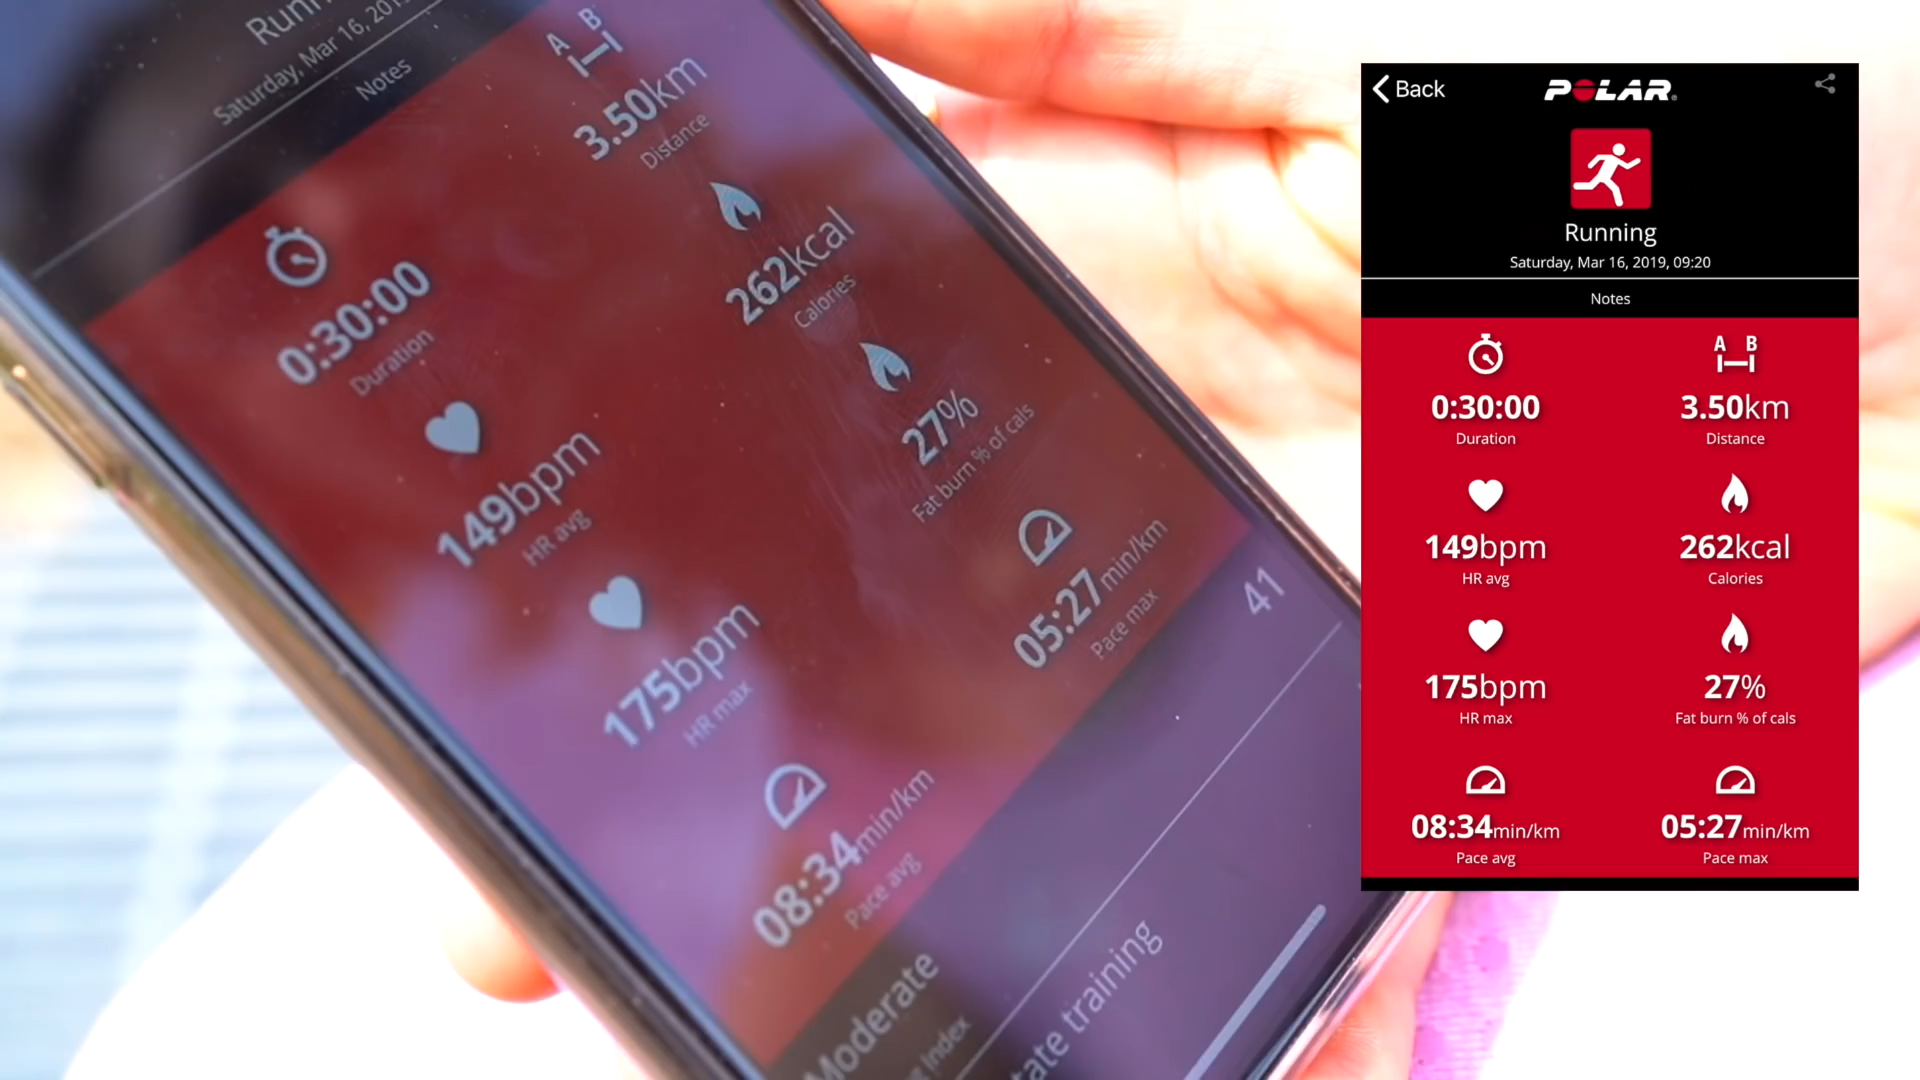 Saturday, Mar 16, 201
Notes
3.50km
Distance
0:30:00
Duration
262kcal
Calories
149bpm
HR avg
27%
Fat burn % of cals
175bpm
HR max
05:27min/km
Pace max
08:34min/km
Pace avg
41
Moderate
Index
training
Back
POLAR
Running
Saturday, Mar 16, 2019, 09:20
Notes
A B
0:30:00
3.50km
Duration
Distance
149bpm
262kcal
HR avg
Calories
175bpm
27%
HR max
Fat burn % of cals
08:34min/km
05:27min/km
Pace avg
Pace max